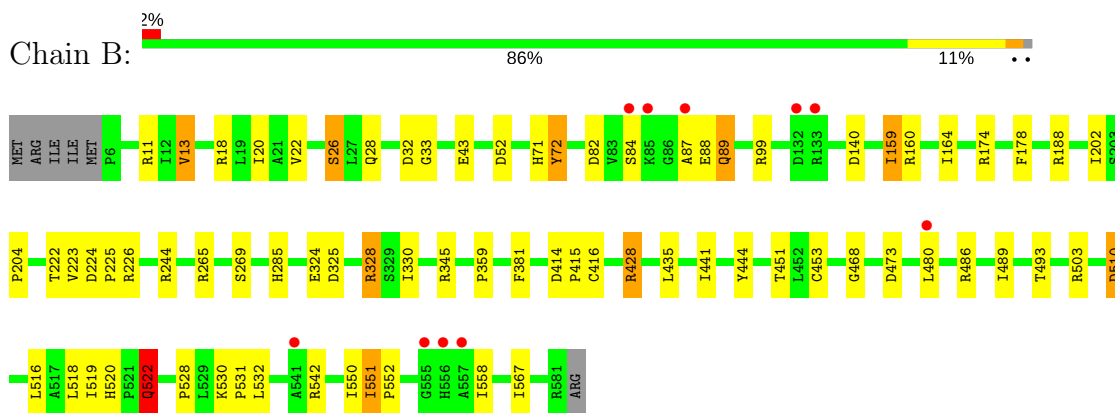 2%
Chain B:
86% 11% • •
MET ARG ILE ILE MET P6 R11 I12 V13 R18 L19 I20 A21 V22 S26 L27 Q28 D32 G33 E43 D52 H71 Y72 D82 V83 S84 K85 G86 A87 E88 Q89 R99 D132 R133 D140 I159 R160 I164 R174 F178 R188 I202 S203
P204 T222 V223 D224 P225 R226 R244 R265 S269 H285 E324 D325 R328 S329 I330 R345 P359 F381 D414 P415 C416 R428 L435 I441 Y444 T451 L452 C453 G468 D473 L480 R486 I489 T493 R503
L516 A517 L518 I519 H520 P521 Q522 P528 L529 K530 P531 L532 A541 R542 I550 I551 P552 G555 H556 A557 I558 I567 R581 ARG